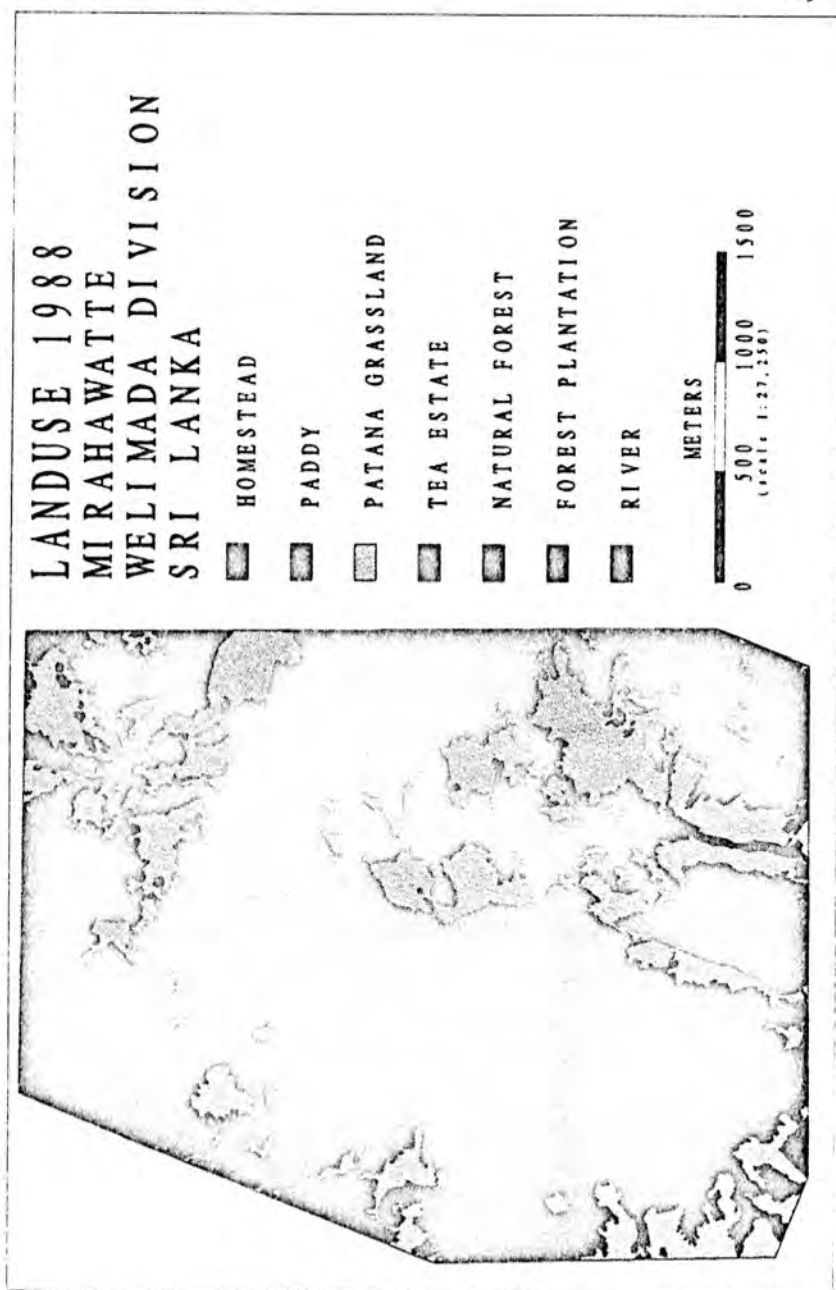 LANDUSE 1988
MIRAHAWATTE
WELIMADA DIVISION
SRI LANKA
HOMESTEAD
PADDY
PATANA GRASSLAND
TEA ESTATE
NATURAL FOREST
FOREST PLANTATION
RIVER
METERS
0 500 1000 1500
(scale 1:27,250)